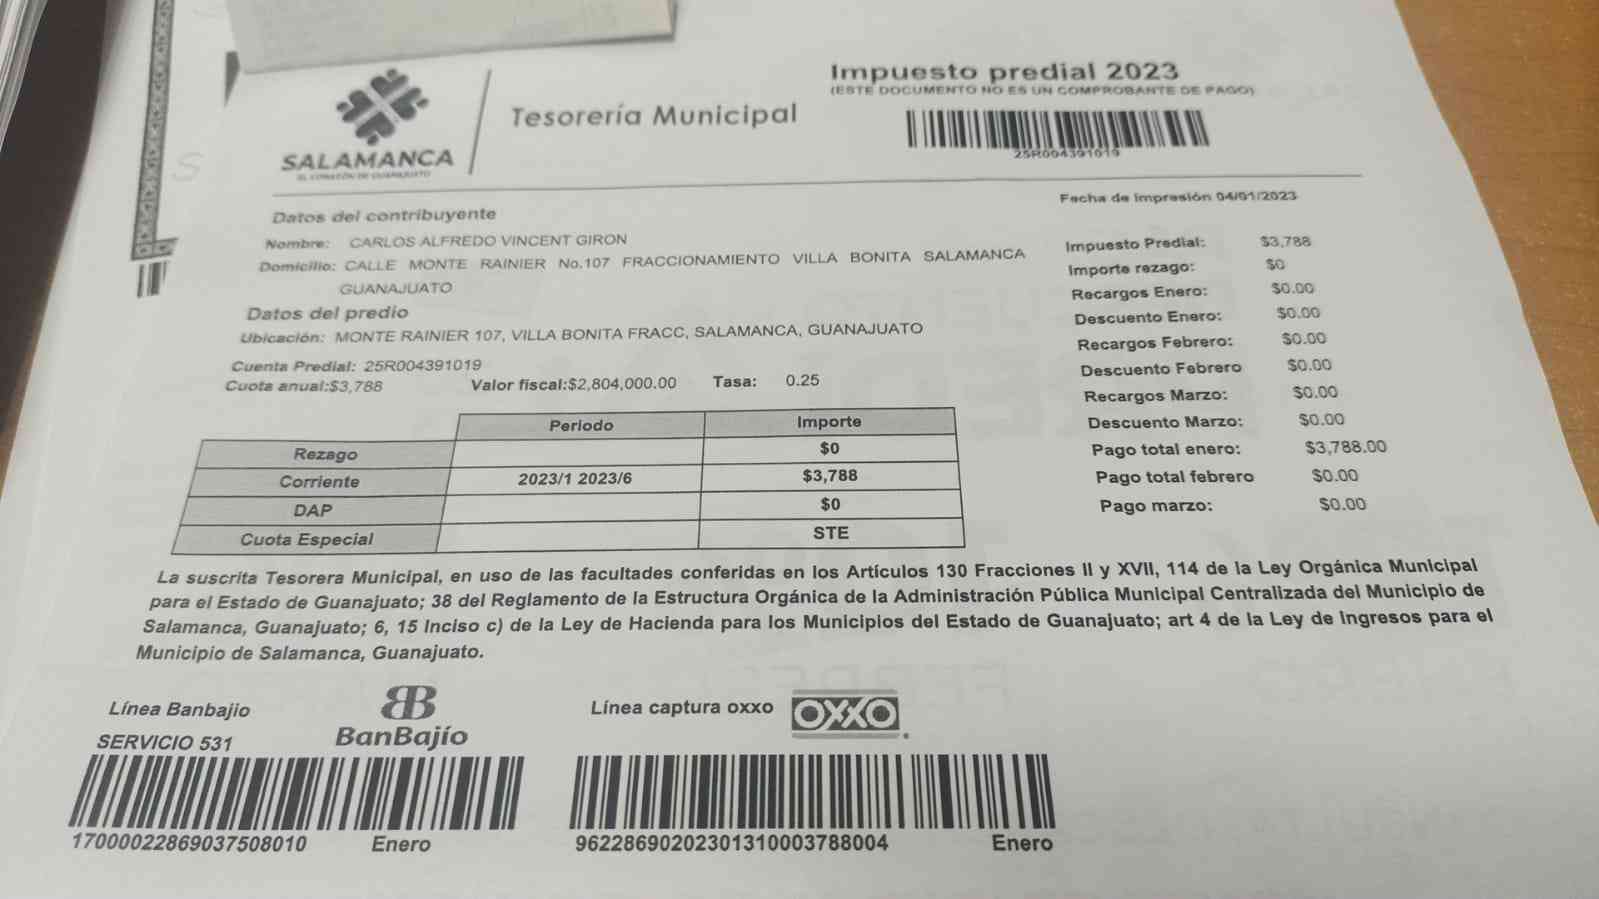 Impuesto predial 2023
(ESTE DOCUMENTO NO ES UN COMPROBANTE DE PAGO)
25R004391019
SALAMANCA
EL CORAZÓN DE GUANAJUATO
Tesorería Municipal
Fecha de impresión 04/01/2023
Datos del contribuyente
Nombre: CARLOS ALFREDO VINCENT GIRON
Domicilio: CALLE MONTE RAINIER No.107 FRACCIONAMIENTO VILLA BONITA SALAMANCA
GUANAJUATO
Datos del predio
Ubicación: MONTE RAINIER 107, VILLA BONITA FRACC, SALAMANCA, GUANAJUATO
Cuenta Predial: 25R004391019
Cuota anual:$3,788 Valor fiscal:$2,804,000.00 Tasa: 0.25
Impuesto Predial: $3,788
Importe rezago: $0
Recargos Enero: $0.00
Descuento Enero: $0.00
Recargos Febrero: $0.00
Descuento Febrero $0.00
Recargos Marzo: $0.00
Descuento Marzo: $0.00
Pago total enero: $3,788.00
Pago total febrero $0.00
Pago marzo: $0.00
Periodo Importe
Rezago $0
Corriente 2023/1 2023/6 $3,788
DAP $0
Cuota Especial STE
La suscrita Tesorera Municipal, en uso de las facultades conferidas en los Artículos 130 Fracciones II y XVII, 114 de la Ley Orgánica Municipal
para el Estado de Guanajuato; 38 del Reglamento de la Estructura Orgánica de la Administración Pública Municipal Centralizada del Municipio de
Salamanca, Guanajuato; 6, 15 Inciso c) de la Ley de Hacienda para los Municipios del Estado de Guanajuato; art 4 de la Ley de Ingresos para el
Municipio de Salamanca, Guanajuato.
Línea Banbajio
SERVICIO 531
BanBajío
Línea captura oxxo
OXXO
17000022869037508010 Enero
96228690202301310003788004 Enero